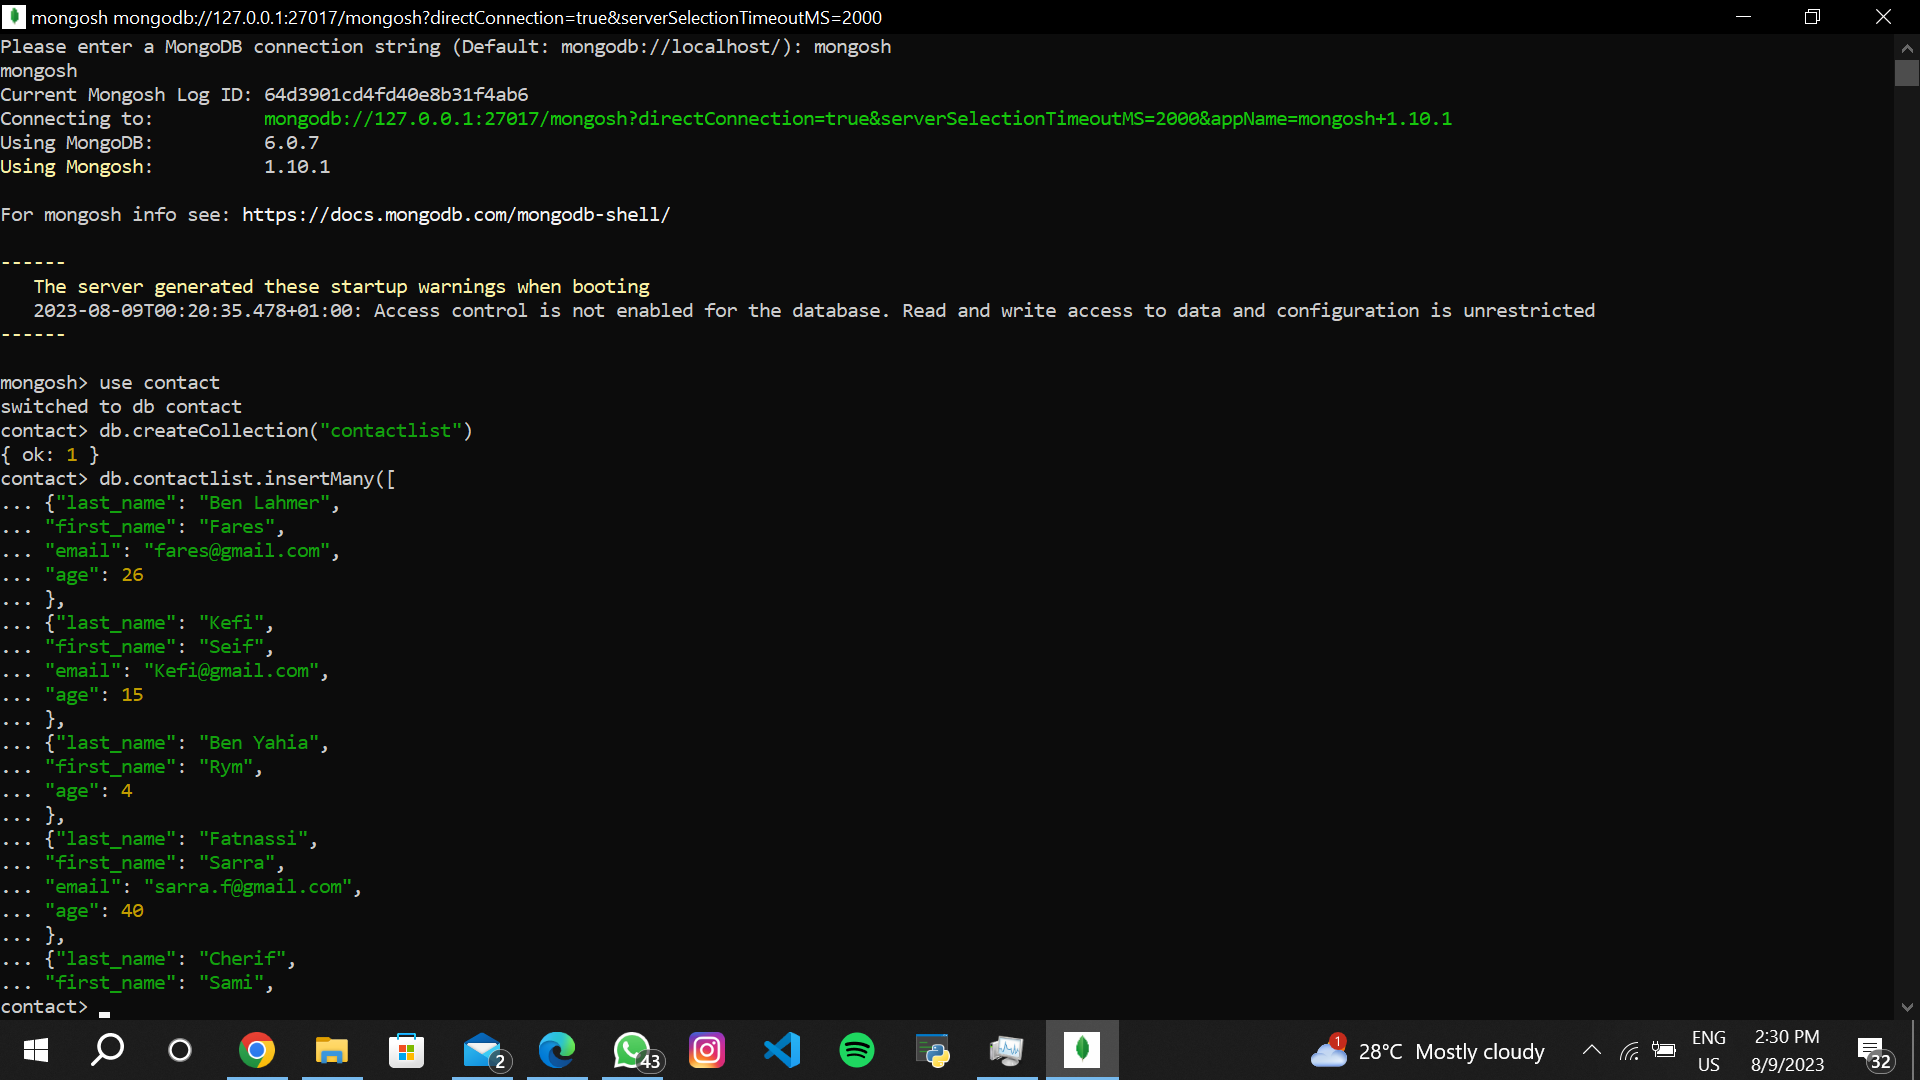 mongosh mongodb://127.0.0.1:27017/mongosh?directConnection=true&serverSelectionTimeoutMS=2000
Please enter a MongoDB connection string (Default: mongodb://localhost/): mongosh
mongosh
Current Mongosh Log ID: 64d3901cd4fd40e8b31f4ab6
Connecting to:          mongodb://127.0.0.1:27017/mongosh?directConnection=true&serverSelectionTimeoutMS=2000&appName=mongosh+1.10.1
Using MongoDB:          6.0.7
Using Mongosh:          1.10.1
For mongosh info see: https://docs.mongodb.com/mongodb-shell/
------
   The server generated these startup warnings when booting
   2023-08-09T00:20:35.478+01:00: Access control is not enabled for the database. Read and write access to data and configuration is unrestricted
------
mongosh> use contact
switched to db contact
contact> db.createCollection("contactlist")
{ ok: 1 }
contact> db.contactlist.insertMany([
... {"last_name": "Ben Lahmer",
... "first_name": "Fares",
... "email": "fares@gmail.com",
... "age": 26
... },
... {"last_name": "Kefi",
... "first_name": "Seif",
... "email": "Kefi@gmail.com",
... "age": 15
... },
... {"last_name": "Ben Yahia",
... "first_name": "Rym",
... "age": 4
... },
... {"last_name": "Fatnassi",
... "first_name": "Sarra",
... "email": "sarra.f@gmail.com",
... "age": 40
... },
... {"last_name": "Cherif",
... "first_name": "Sami",
contact>
2
43
1
28°C Mostly cloudy
ENG
US
2:30 PM
8/9/2023
32